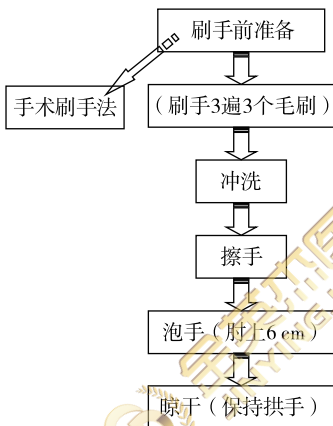 刷手前准备
手术刷手法
（刷手3遍3个毛刷）
冲洗
擦手
泡手（肘上6 cm）
晾干（保持拱手）